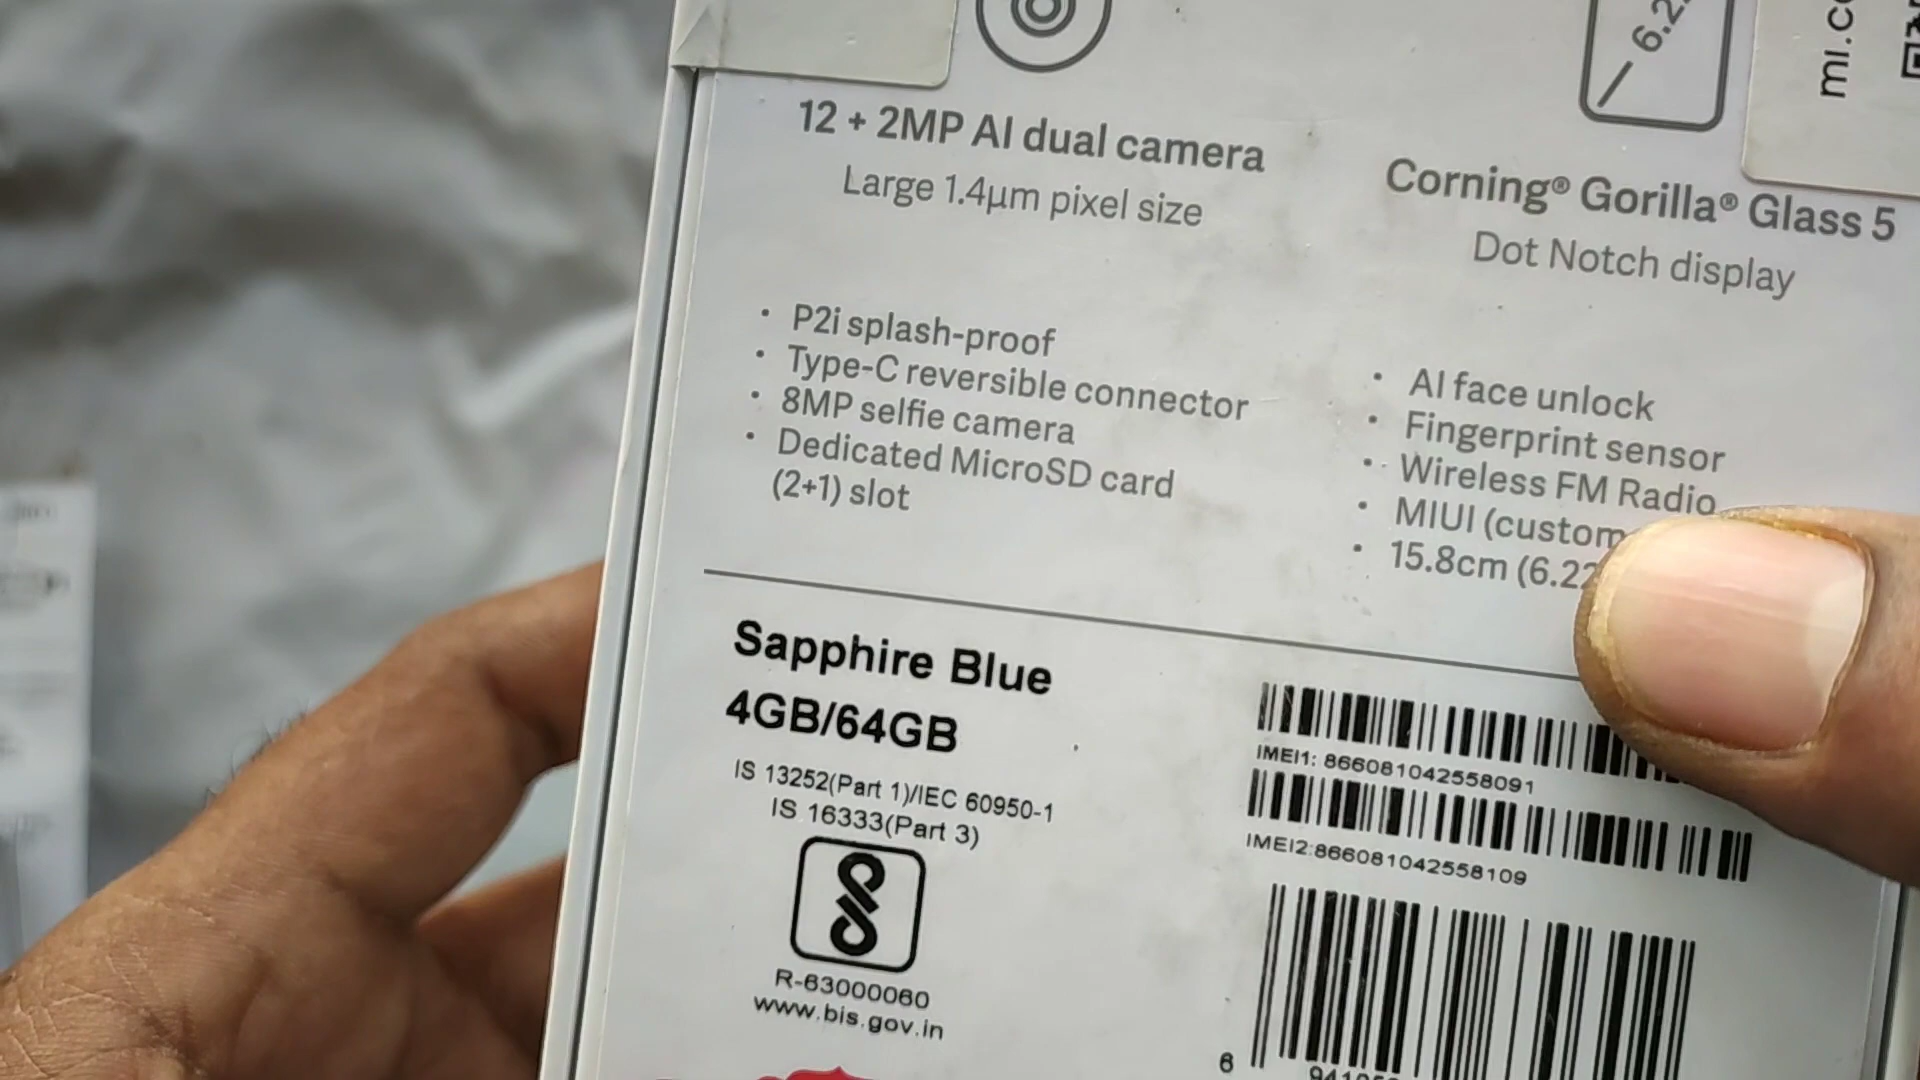 12 + 2MP AI dual camera
Large 1.4µm pixel size
Corning® Gorilla® Glass 5
Dot Notch display
• P2i splash-proof
• Type-C reversible connector
• 8MP selfie camera
• Dedicated MicroSD card
(2+1) slot
• AI face unlock
• Fingerprint sensor
• Wireless FM Radio
• MIUI (custom
• 15.8cm (6.22
Sapphire Blue
4GB/64GB
IS 13252(Part 1)/IEC 60950-1
IS 16333(Part 3)
R-63000060
www.bis.gov.in
IMEI1: 866081042558091
IMEI2:866081042558109
6